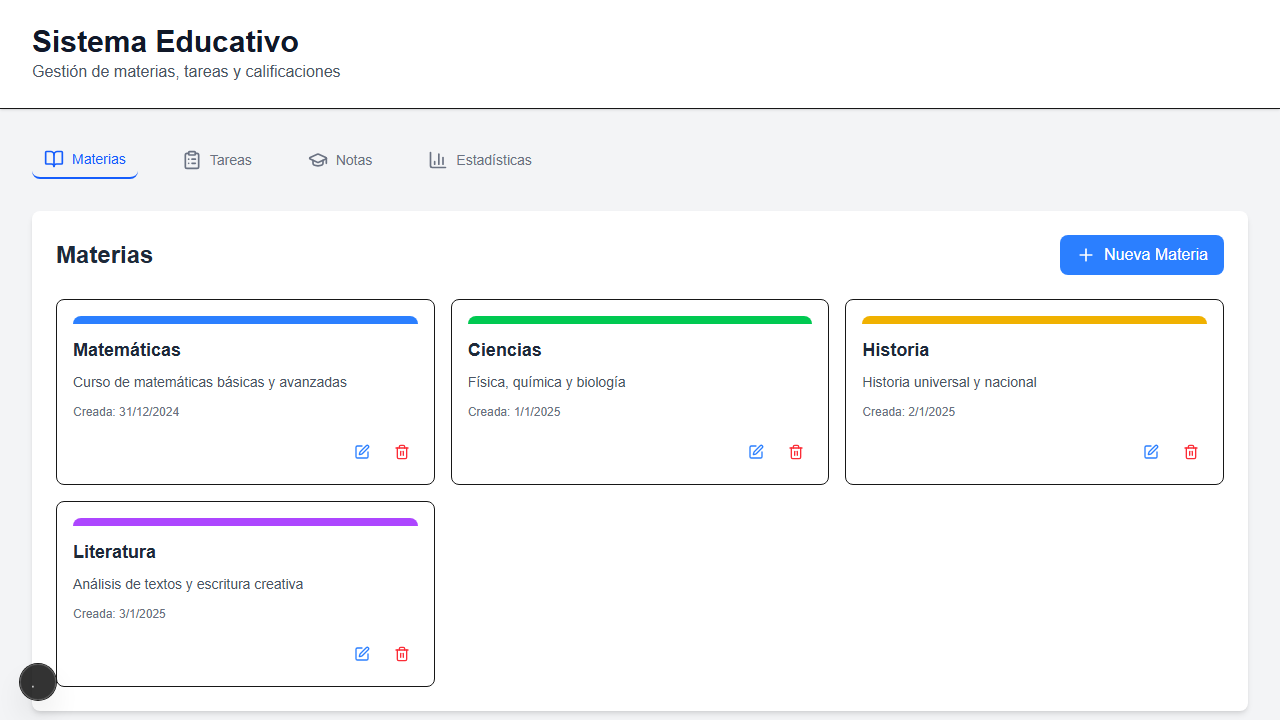 Sistema Educativo
Gestión de materias, tareas y calificaciones
Materias
Tareas
Notas
Estadísticas
Materias
Nueva Materia
Matemáticas
Curso de matemáticas básicas y avanzadas
Creada: 31/12/2024
Ciencias
Física, química y biología
Creada: 1/1/2025
Historia
Historia universal y nacional
Creada: 2/1/2025
Literatura
Análisis de textos y escritura creativa
Creada: 3/1/2025